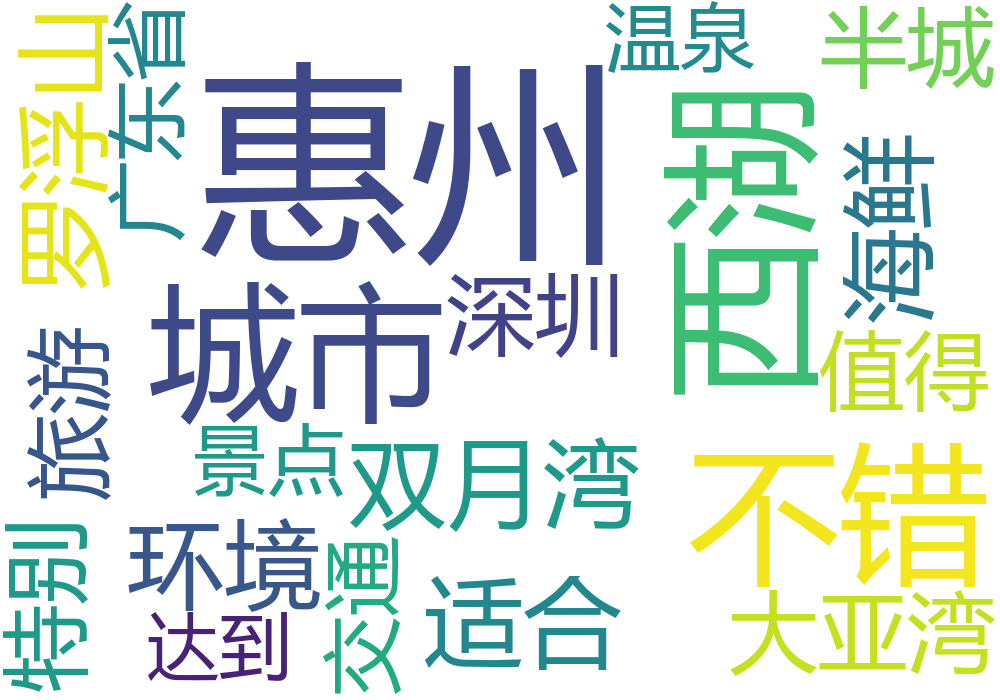 惠州
城市
西湖
不错
罗浮山
广东省
温泉
半城
海鲜
深圳
值得
旅游
景点
双月湾
环境
特别
交通
适合
达到
大亚湾